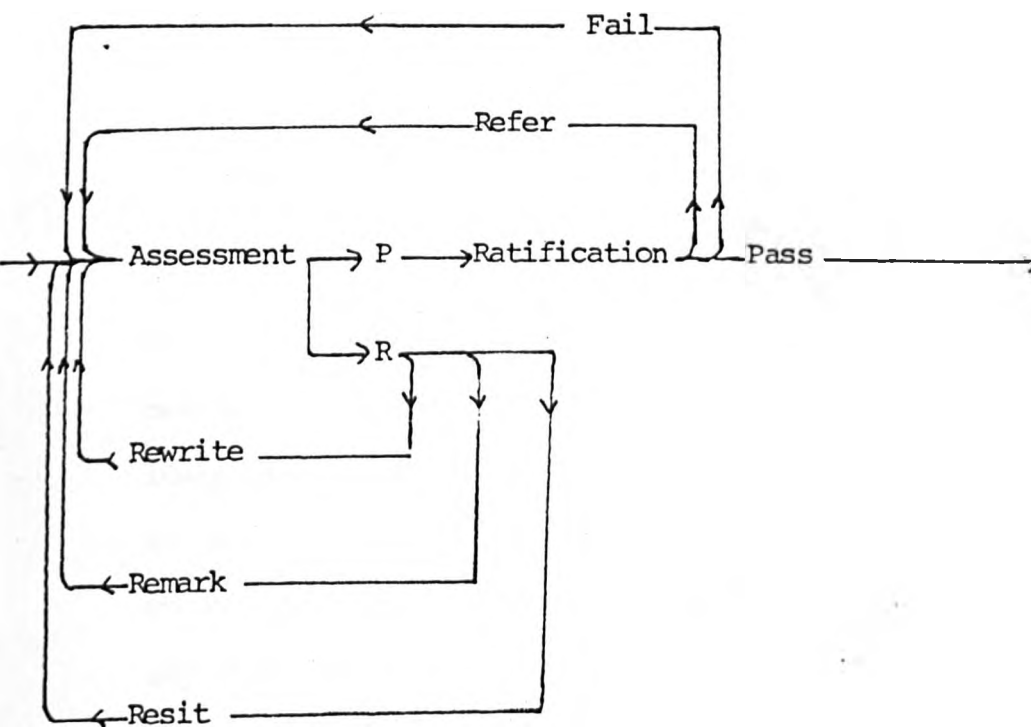 Fail
Refer
Assessment P Ratification Pass
R
Rewrite
Remark
Resit